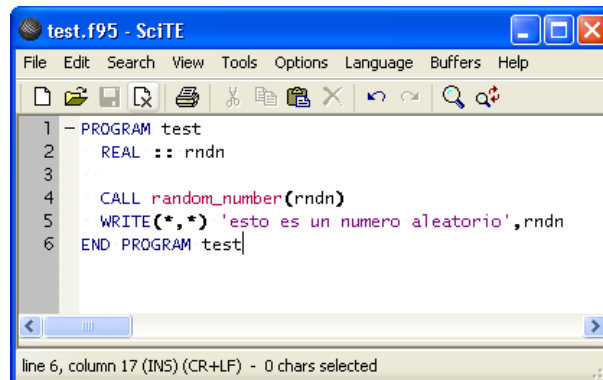 test.f95 - SciTE
File Edit Search View Tools Options Language Buffers Help
1 PROGRAM test
2 REAL :: rndn
3
4 CALL random_number(rndn)
5 WRITE(*,*) 'esto es un numero aleatorio',rndn
6 END PROGRAM test
line 6, column 17 (INS) (CR+LF) - 0 chars selected